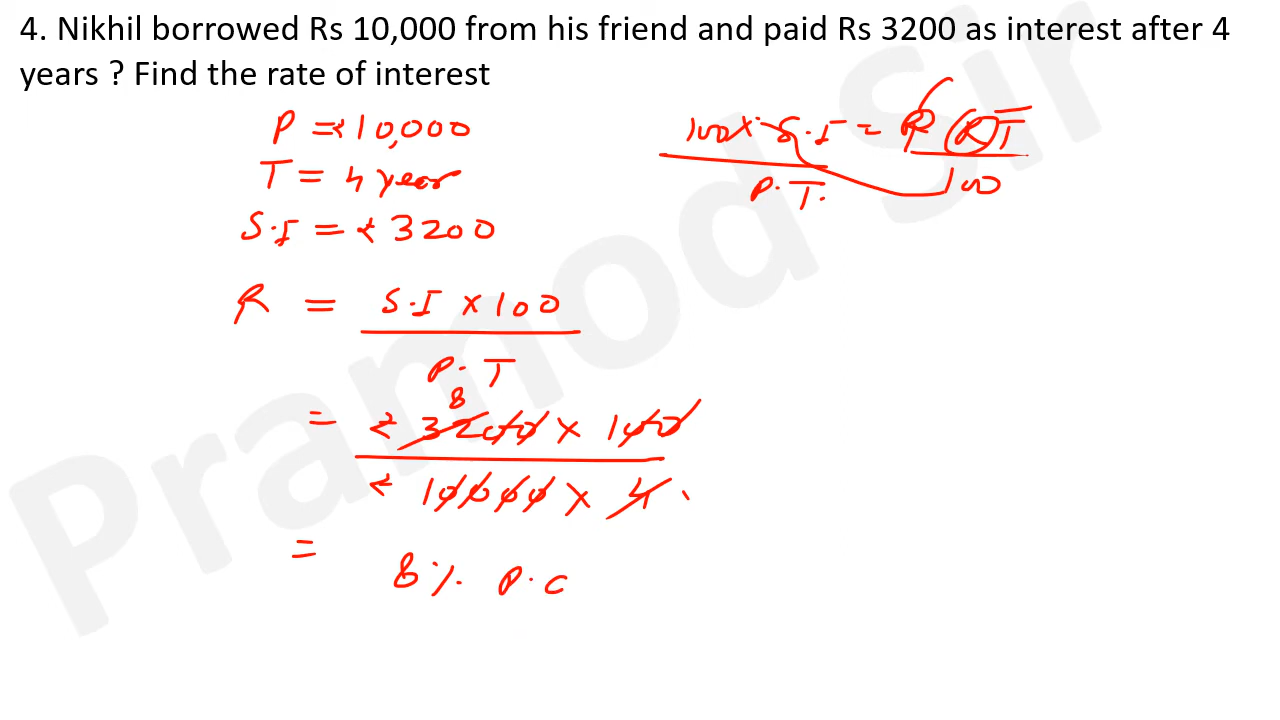 4. Nikhil borrowed Rs 10,000 from his friend and paid Rs 3200 as interest after 4
years ? Find the rate of interest
P = ₹ 10,000
T = 4 year
S.I = ₹ 3200
100 × S.I = P R T
P. T. 100
R = S.I × 100
P. T
8
= ₹ 3200 × 100
₹ 10000 × 4
= 8 % P. C
Pramod Sir